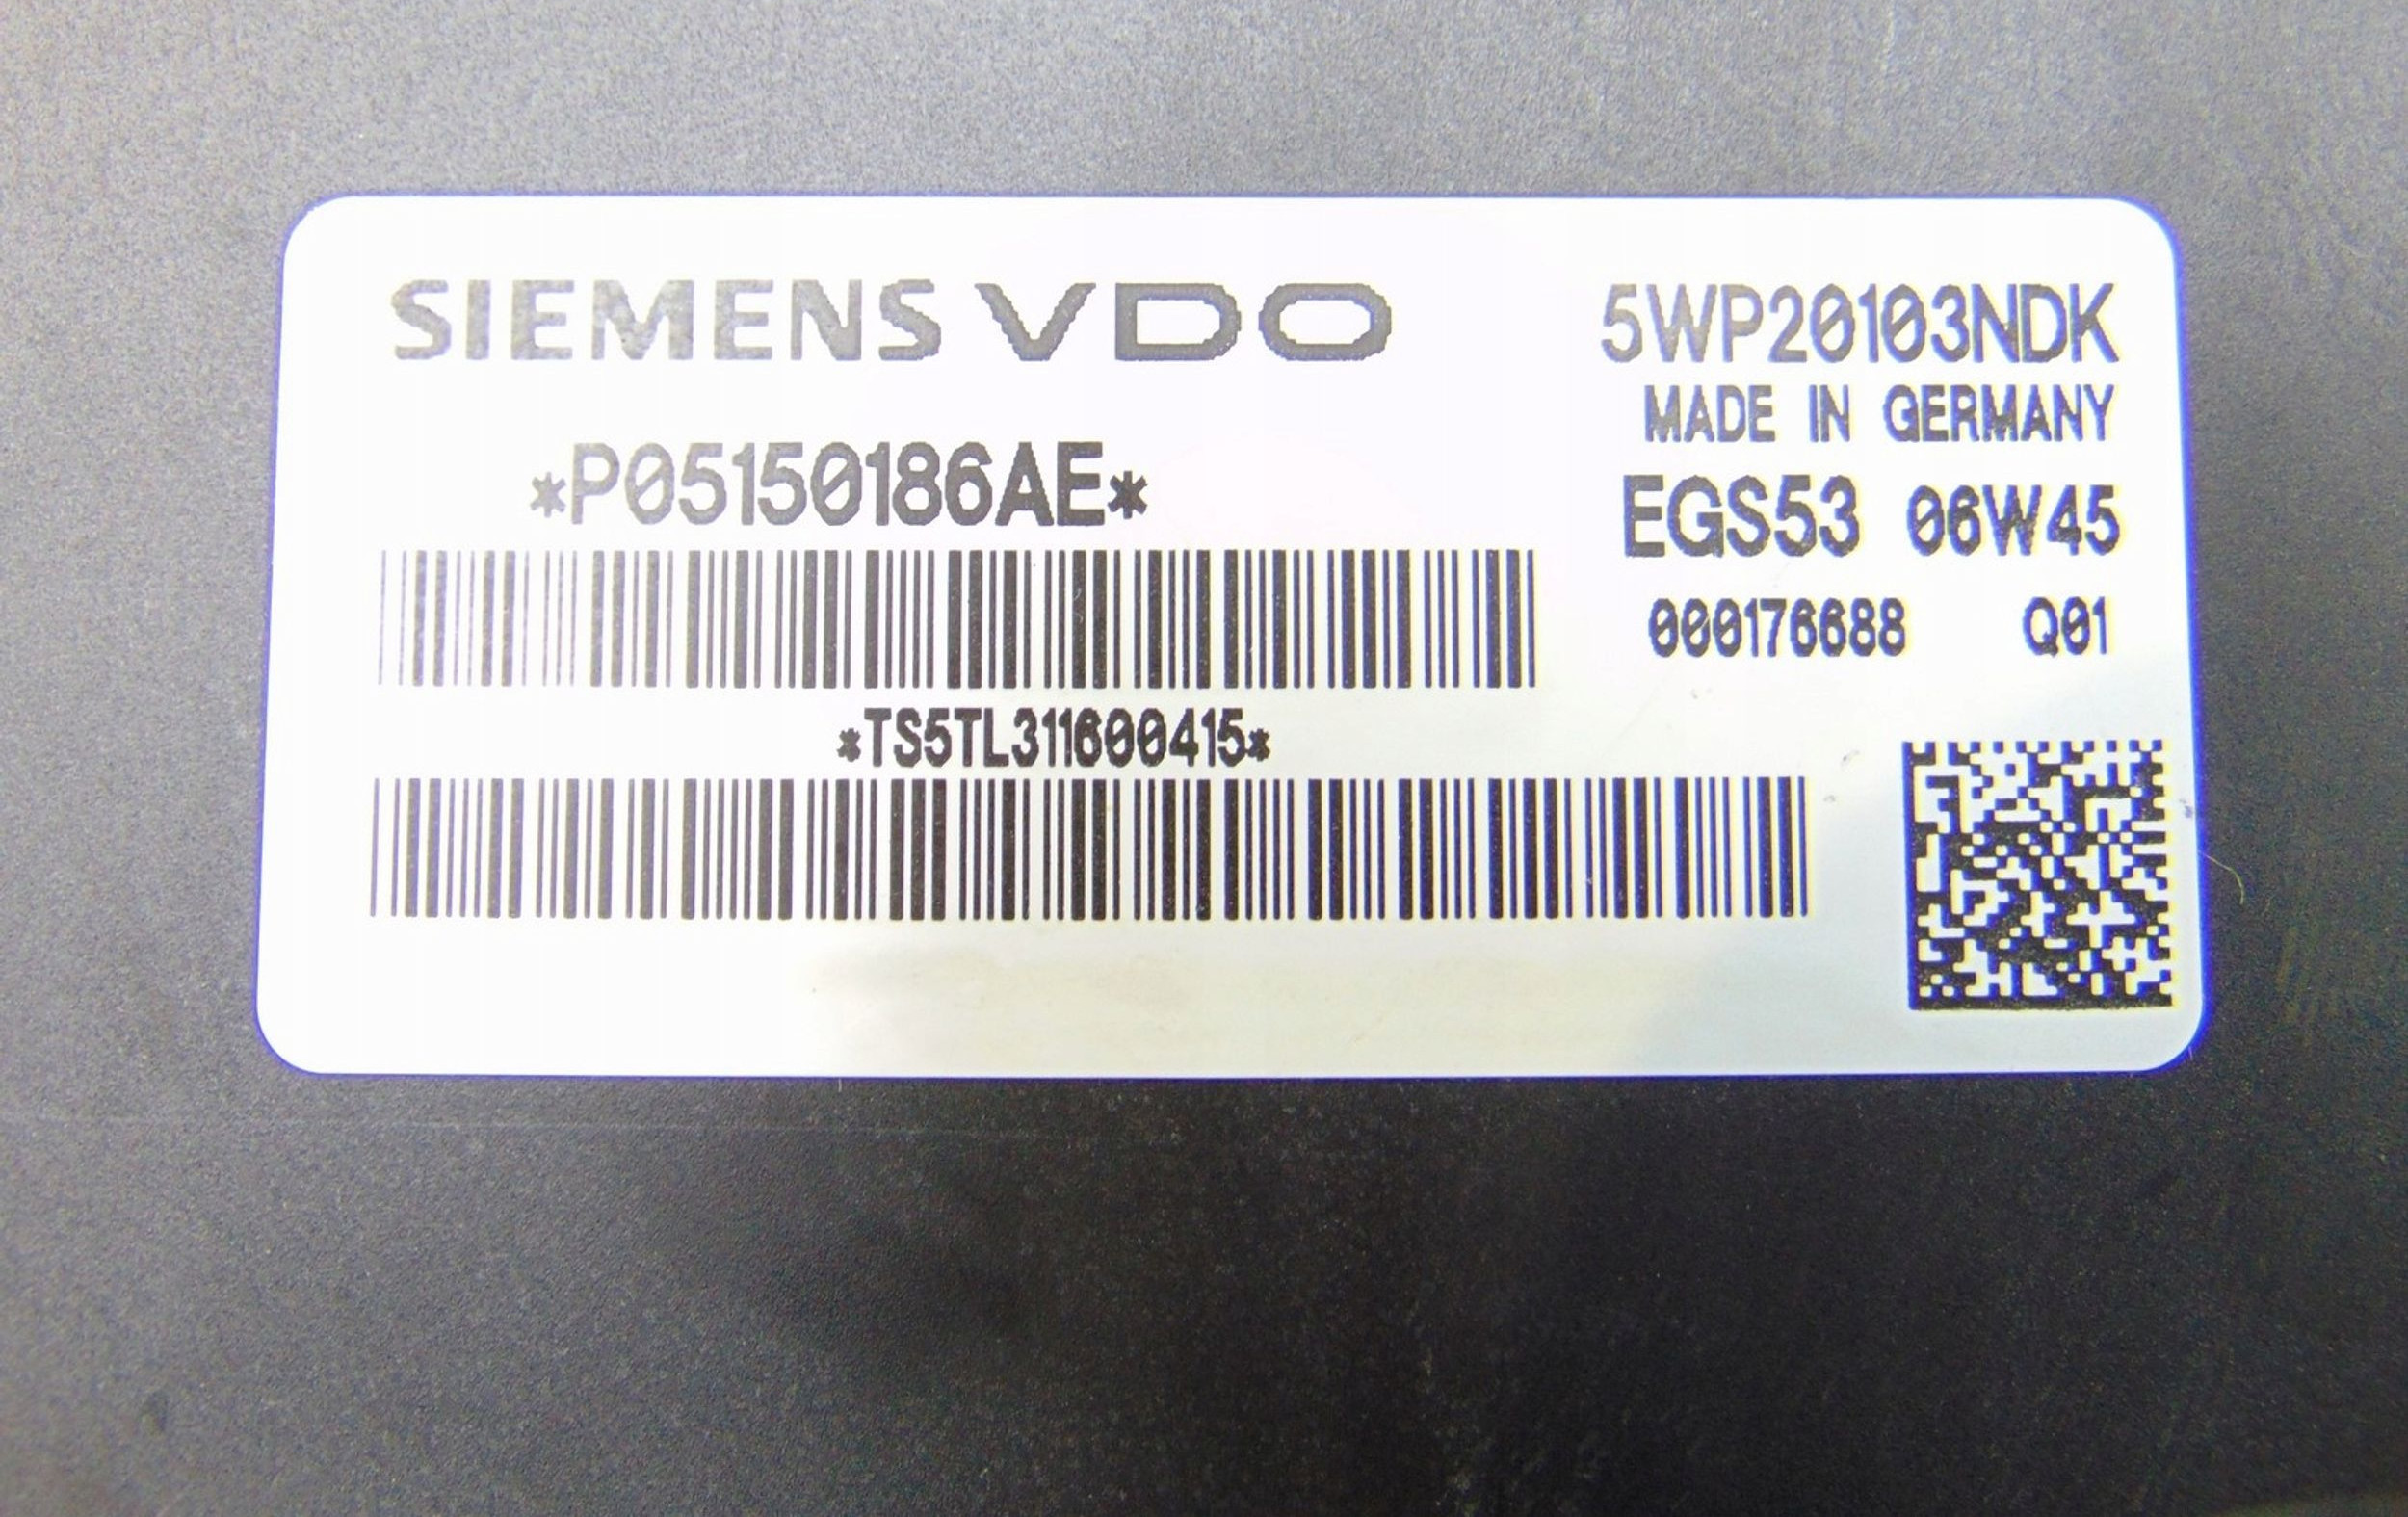 SIEMENS VDO
*P05150186AE*
*TS5TL311600415*
5WP20103NDK
MADE IN GERMANY
EGS53 06W45
000176688 Q01